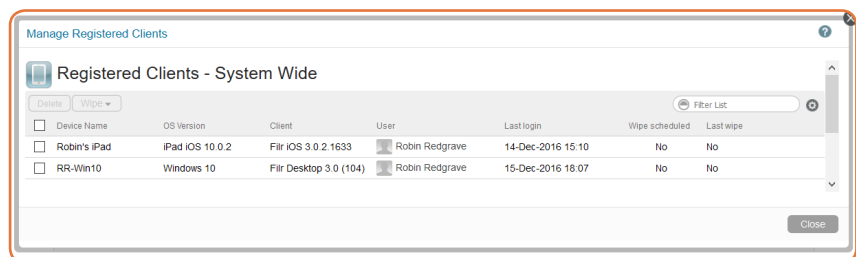 Manage Registered Clients
Registered Clients - System Wide
Delete Wipe Filter List
Device Name OS Version Client User Last login Wipe scheduled Last wipe
Robin's iPad iPad iOS 10.0.2 Filr iOS 3.0.2.1633 Robin Redgrave 14-Dec-2016 15:10 No No
RR-Win10 Windows 10 Filr Desktop 3.0 (104) Robin Redgrave 15-Dec-2016 18:07 No No
Close